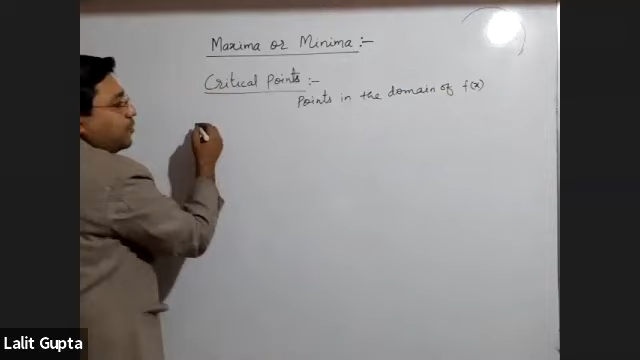 Maxima or Minima :-
Critical Points :-
Points in the domain of f(x)
Lalit Gupta